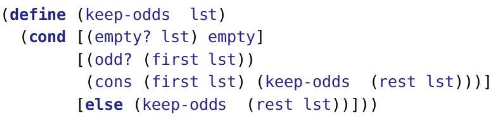 (define (keep-odds  lst)
  (cond [(empty? lst) empty]
        [(odd? (first lst))
         (cons (first lst) (keep-odds  (rest lst)))]
        [else (keep-odds  (rest lst))]))